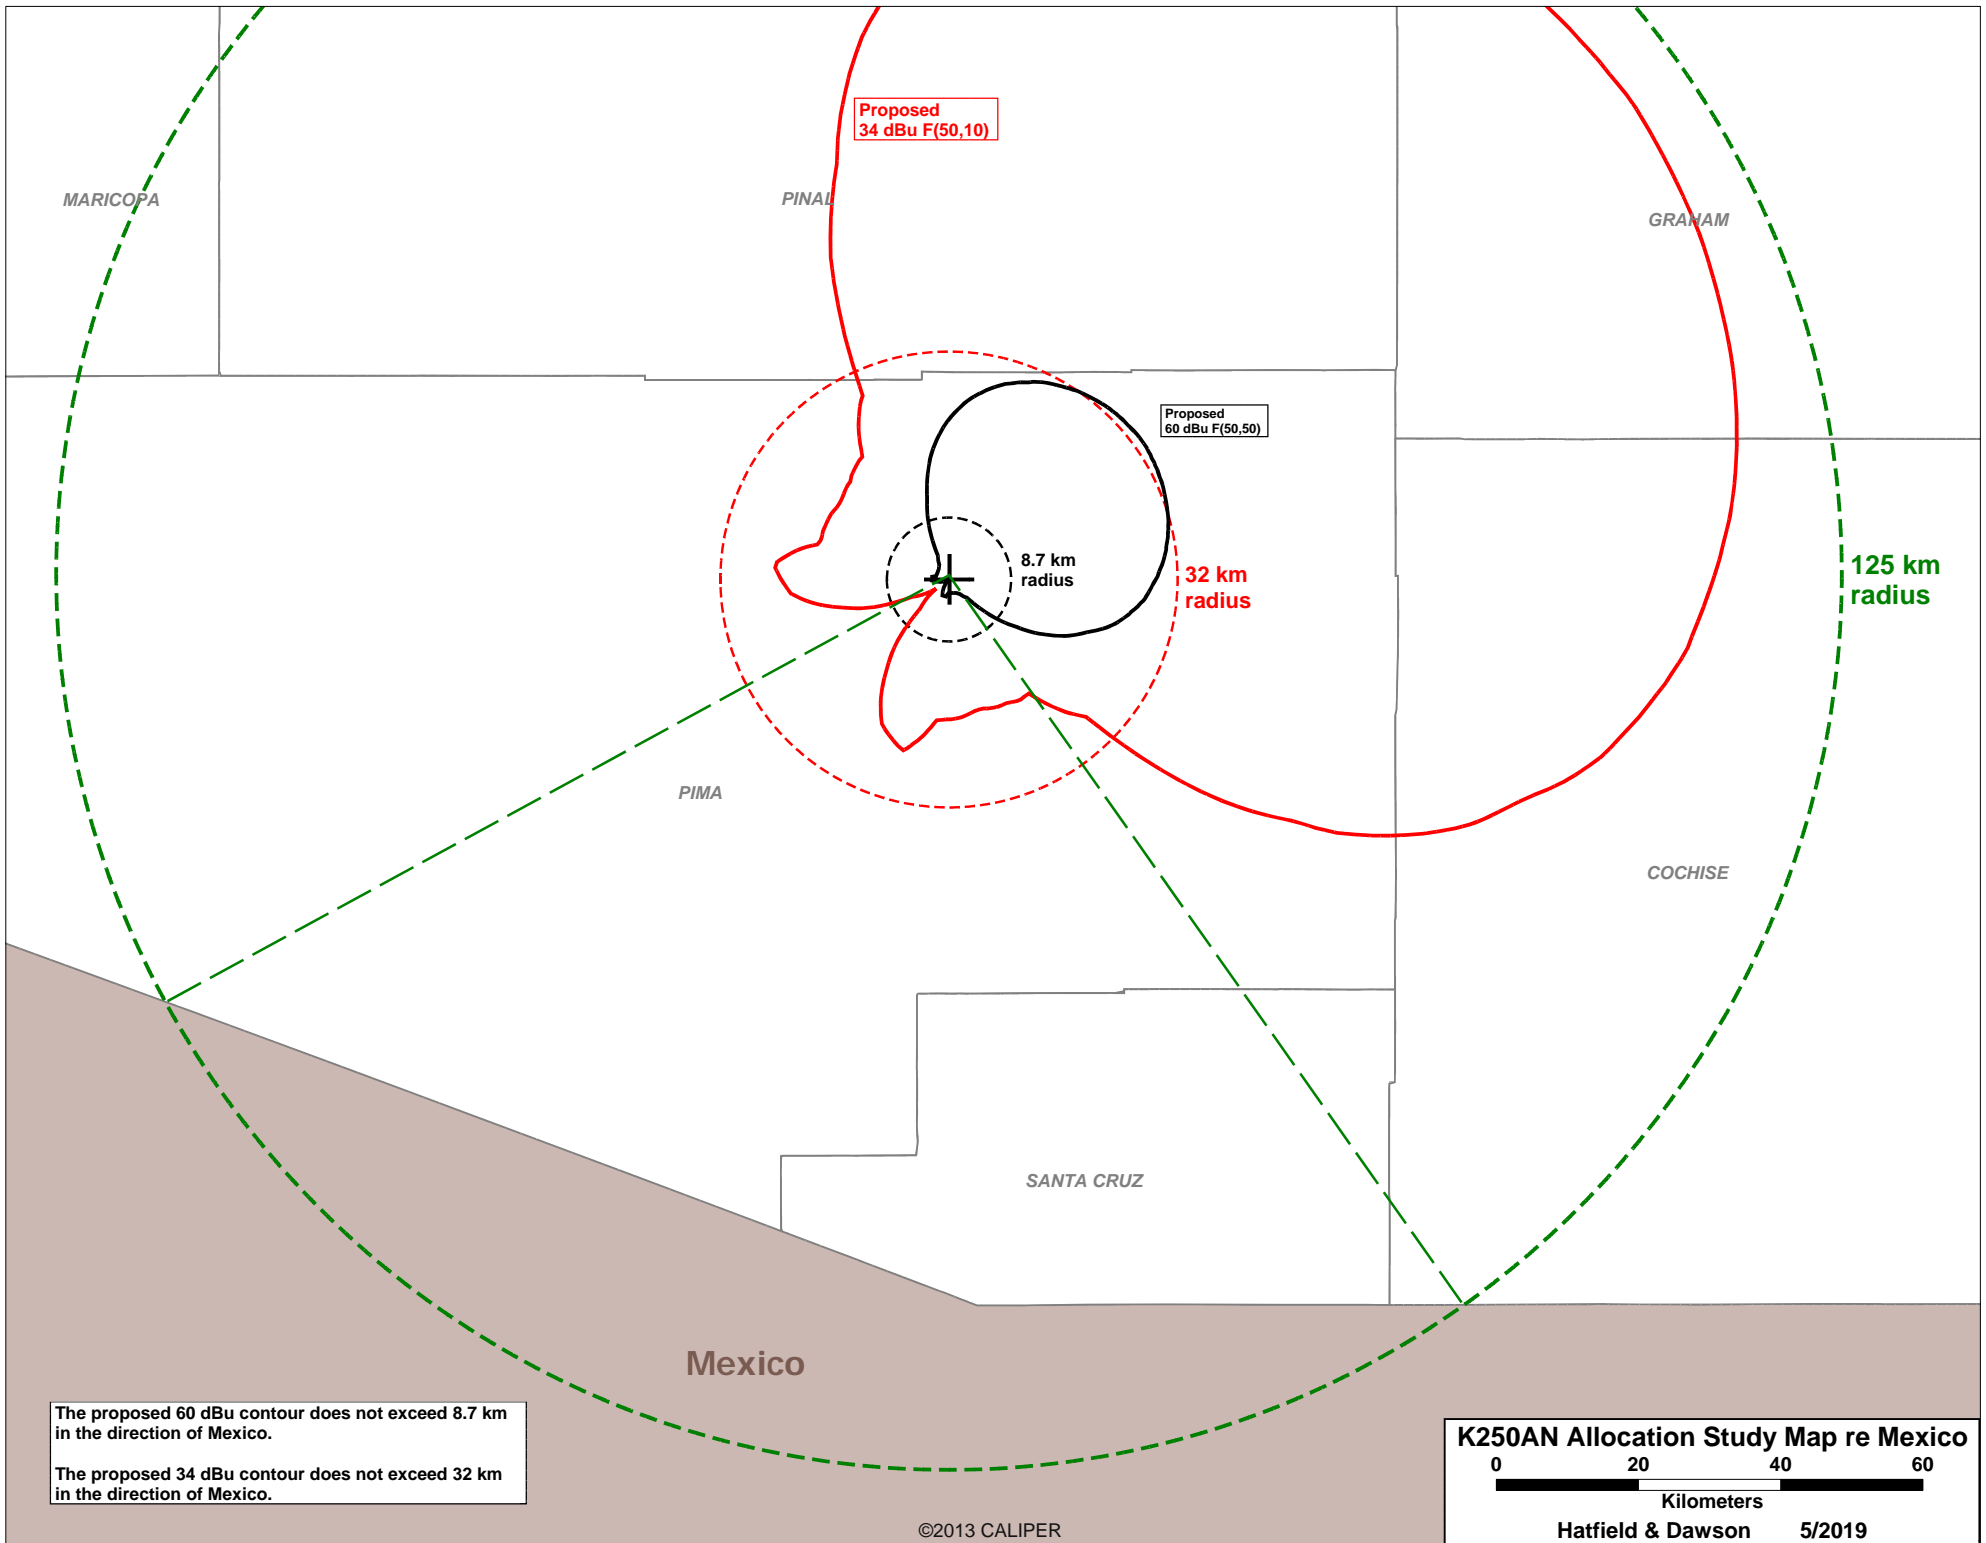 Proposed
34 dBu F(50,10)
MARICOPA
PINAL
GRAHAM
Proposed
60 dBu F(50,50)
8.7 km
radius
32 km
radius
125 km
radius
PIMA
COCHISE
SANTA CRUZ
Mexico
The proposed 60 dBu contour does not exceed 8.7 km
in the direction of Mexico.
The proposed 34 dBu contour does not exceed 32 km
in the direction of Mexico.
K250AN Allocation Study Map re Mexico
0 20 40 60
Kilometers
Hatfield & Dawson 5/2019
©2013 CALIPER